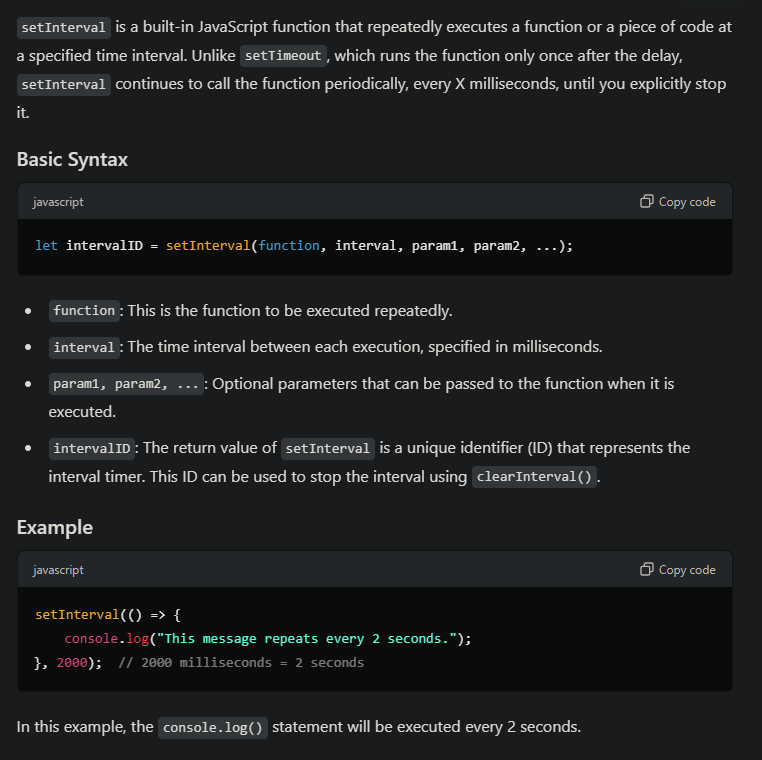 setInterval is a built-in JavaScript function that repeatedly executes a function or a piece of code at
a specified time interval. Unlike setTimeout, which runs the function only once after the delay,
setInterval continues to call the function periodically, every X milliseconds, until you explicitly stop
it.
Basic Syntax
javascript Copy code
let intervalID = setInterval(function, interval, param1, param2, ...);
• function: This is the function to be executed repeatedly.
• interval: The time interval between each execution, specified in milliseconds.
• param1, param2, ...: Optional parameters that can be passed to the function when it is
executed.
• intervalID: The return value of setInterval is a unique identifier (ID) that represents the
interval timer. This ID can be used to stop the interval using clearInterval().
Example
javascript Copy code
setInterval(() => {
    console.log("This message repeats every 2 seconds.");
}, 2000);  // 2000 milliseconds = 2 seconds
In this example, the console.log() statement will be executed every 2 seconds.